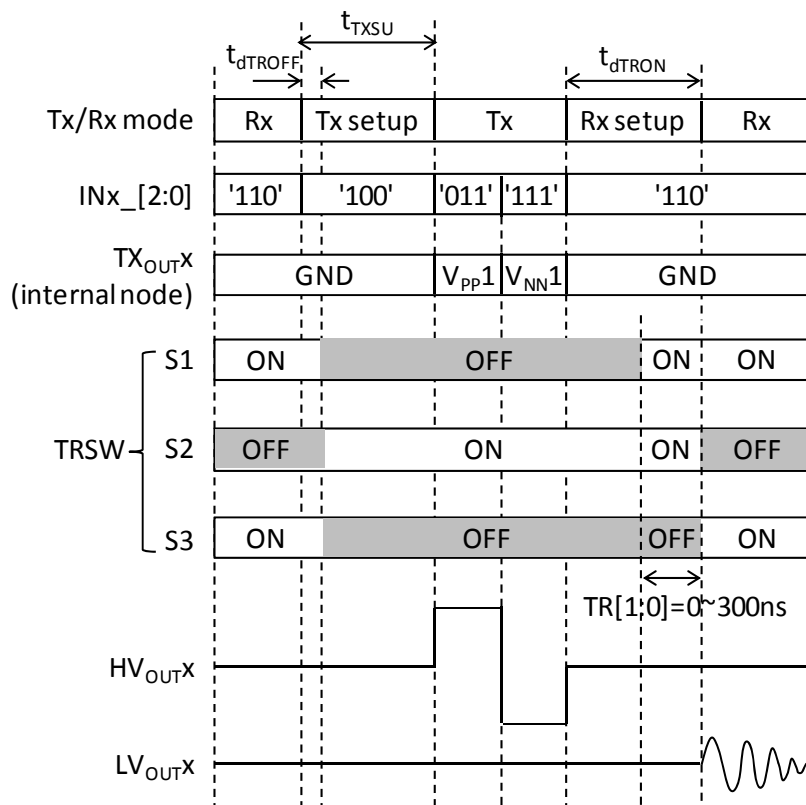 tTXSU
tdTROFF
tdTRON
Tx/Rx mode Rx Tx setup Tx Rx setup Rx
INx_[2:0] '110' '100' '011' '111' '110'
TXOUTx
(internal node)
GND VPP1 VNN1 GND
S1 ON OFF ON ON
TRSW S2 OFF ON ON OFF
S3 ON OFF OFF ON
TR[1:0]=0~300ns
HVOUTx
LVOUTx